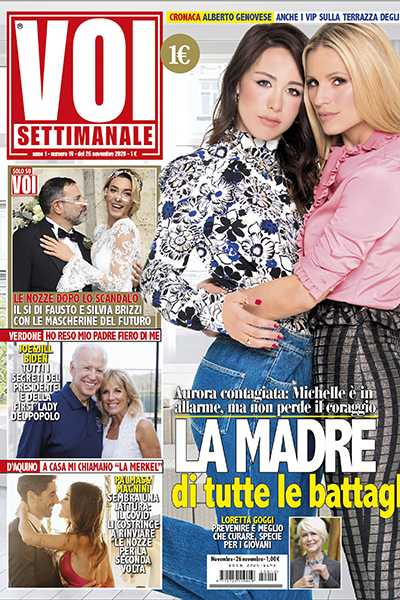 CRONACA ALBERTO GENOVESE ANCHE I VIP SULLA TERRAZZA DEGLI
VOI
SETTIMANALE
anno 1 - numero 19 - del 26 novembre 2020 - 1 €
1€
SOLO SU
VOI
LE NOZZE DOPO LO SCANDALO
IL SI DI FAUSTO E SILVIA BRIZZI
CON LE MASCHERINE DEL FUTURO
VERDONE HO RESO MIO PADRE FIERO DI ME
JOE&JILL
BIDEN
TUTTI I
SEGRETI DEL
PRESIDENTE
E DELLA
FIRST LADY
DEL POPOLO
D'AQUINO A CASA MI CHIAMANO "LA MERKEL"
PALMAS&
MAGNINI
SEMBRA UNA
IATTURA:
IL COVID
LI COSTRINGE
A RINVIARE
LE NOZZE
PER LA
SECONDA
VOLTA
Aurora contagiata: Michelle è in
allarme, ma non perde il coraggio
LA MADRE
di tutte le battagl
LORETTA GOGGI
PREVENIRE È MEGLIO
CHE CURARE, SPECIE
PER I GIOVANI
Novembre - 26 novembre - 1,00 €